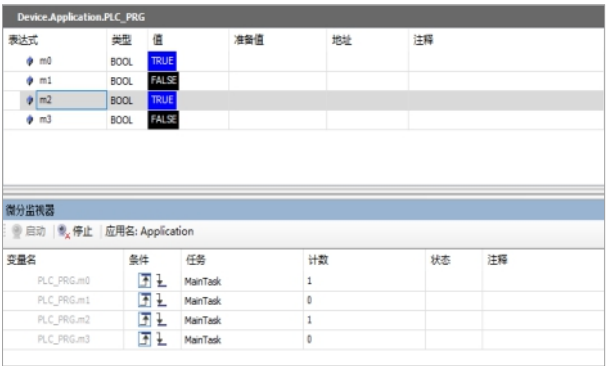 Device.Application.PLC_PRG
表达式 类型 值 准备值 地址 注释
m0 BOOL TRUE
m1 BOOL FALSE
m2 BOOL TRUE
m3 BOOL FALSE
微分监视器
启动 停止 应用名: Application
变量名 条件 任务 计数 状态 注释
PLC_PRG.m0 MainTask 1
PLC_PRG.m1 MainTask 0
PLC_PRG.m2 MainTask 1
PLC_PRG.m3 MainTask 0